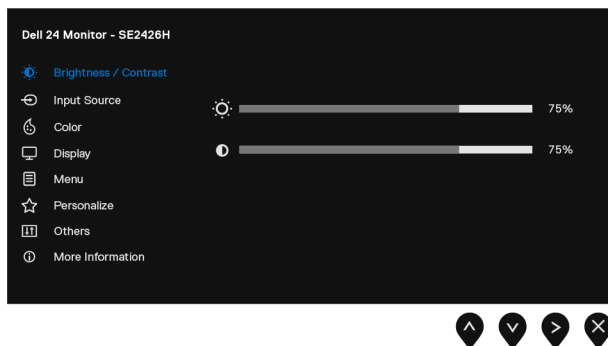 Dell 24 Monitor - SE2426H
Brightness / Contrast
Input Source
75%
Color
Display
75%
Menu
Personalize
Others
More Information